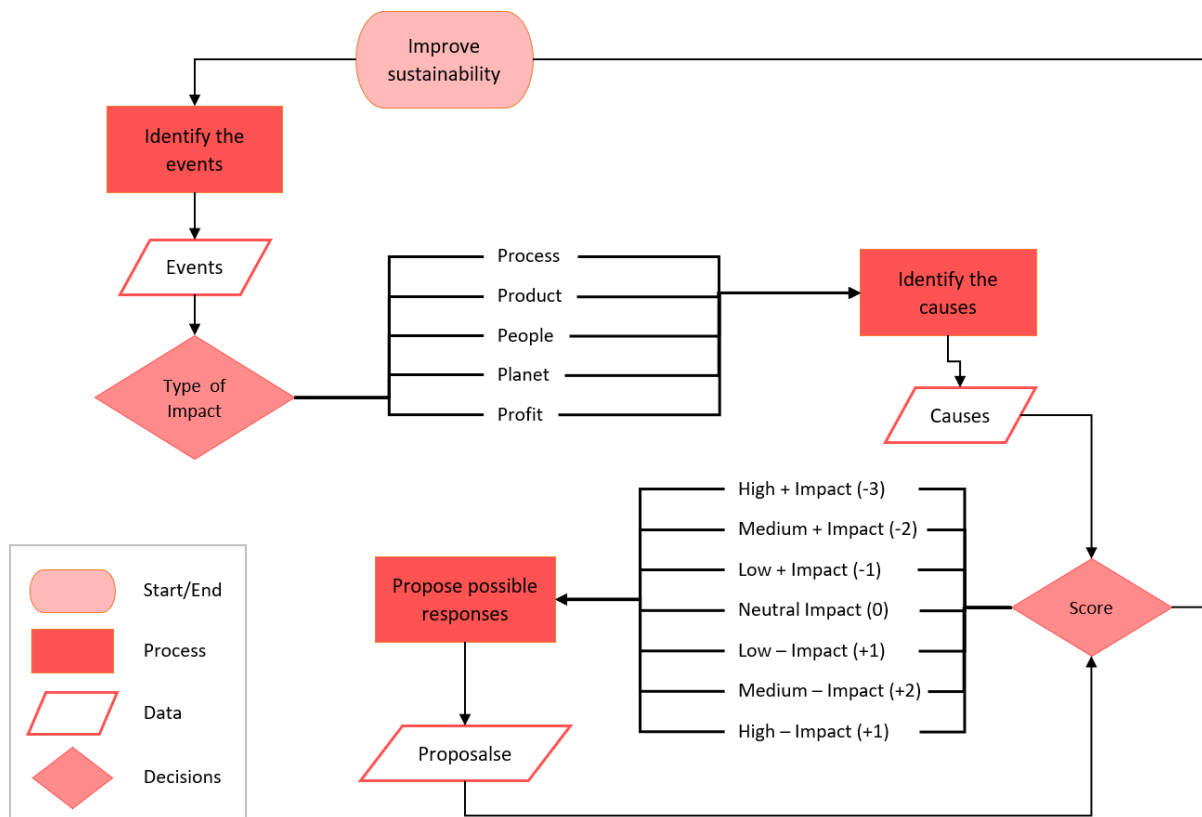 Improve
sustainability
Identify the
events
Events
Type of
Impact
Process
Product
People
Planet
Profit
Identify the
causes
Causes
High + Impact (-3)
Medium + Impact (-2)
Low + Impact (-1)
Neutral Impact (0)
Low – Impact (+1)
Medium – Impact (+2)
High – Impact (+1)
Score
Propose possible
responses
Proposalse
Start/End
Process
Data
Decisions